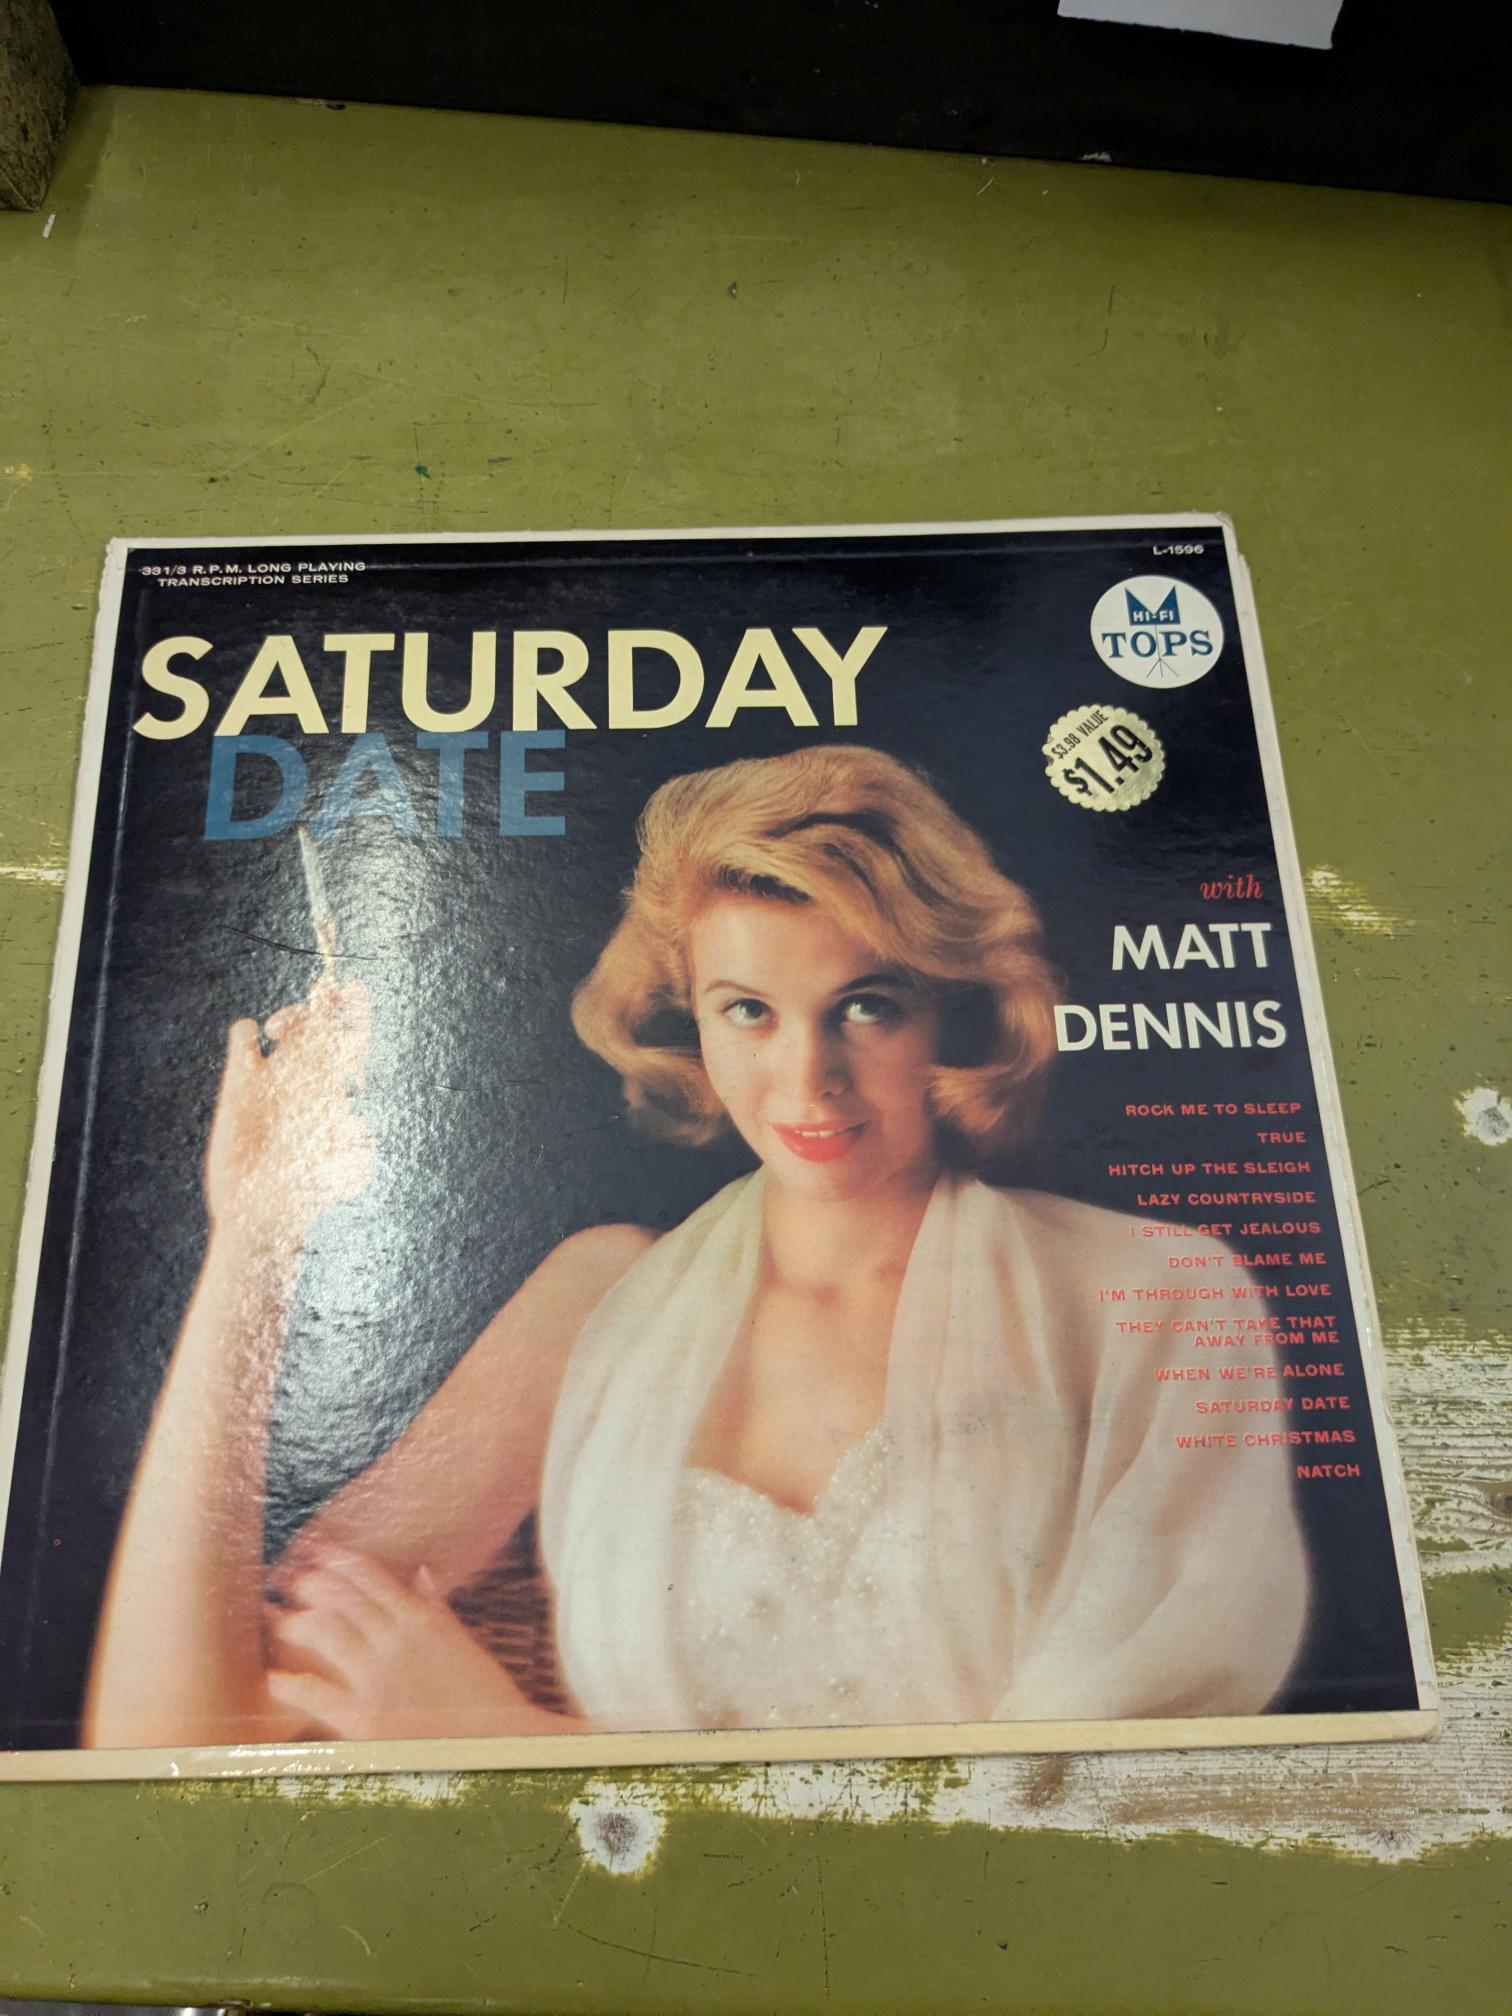 33 1/3 R.P.M. LONG PLAYING
TRANSCRIPTION SERIES
L-1596
HI-FI
TOPS
SATURDAY
DATE
$3.98 VALUE
$1.49
with
MATT
DENNIS
ROCK ME TO SLEEP
TRUE
HITCH UP THE SLEIGH
LAZY COUNTRYSIDE
I STILL GET JEALOUS
DON'T BLAME ME
I'M THROUGH WITH LOVE
THEY CAN'T TAKE THAT
AWAY FROM ME
WHEN WE'RE ALONE
SATURDAY DATE
WHITE CHRISTMAS
NATCH